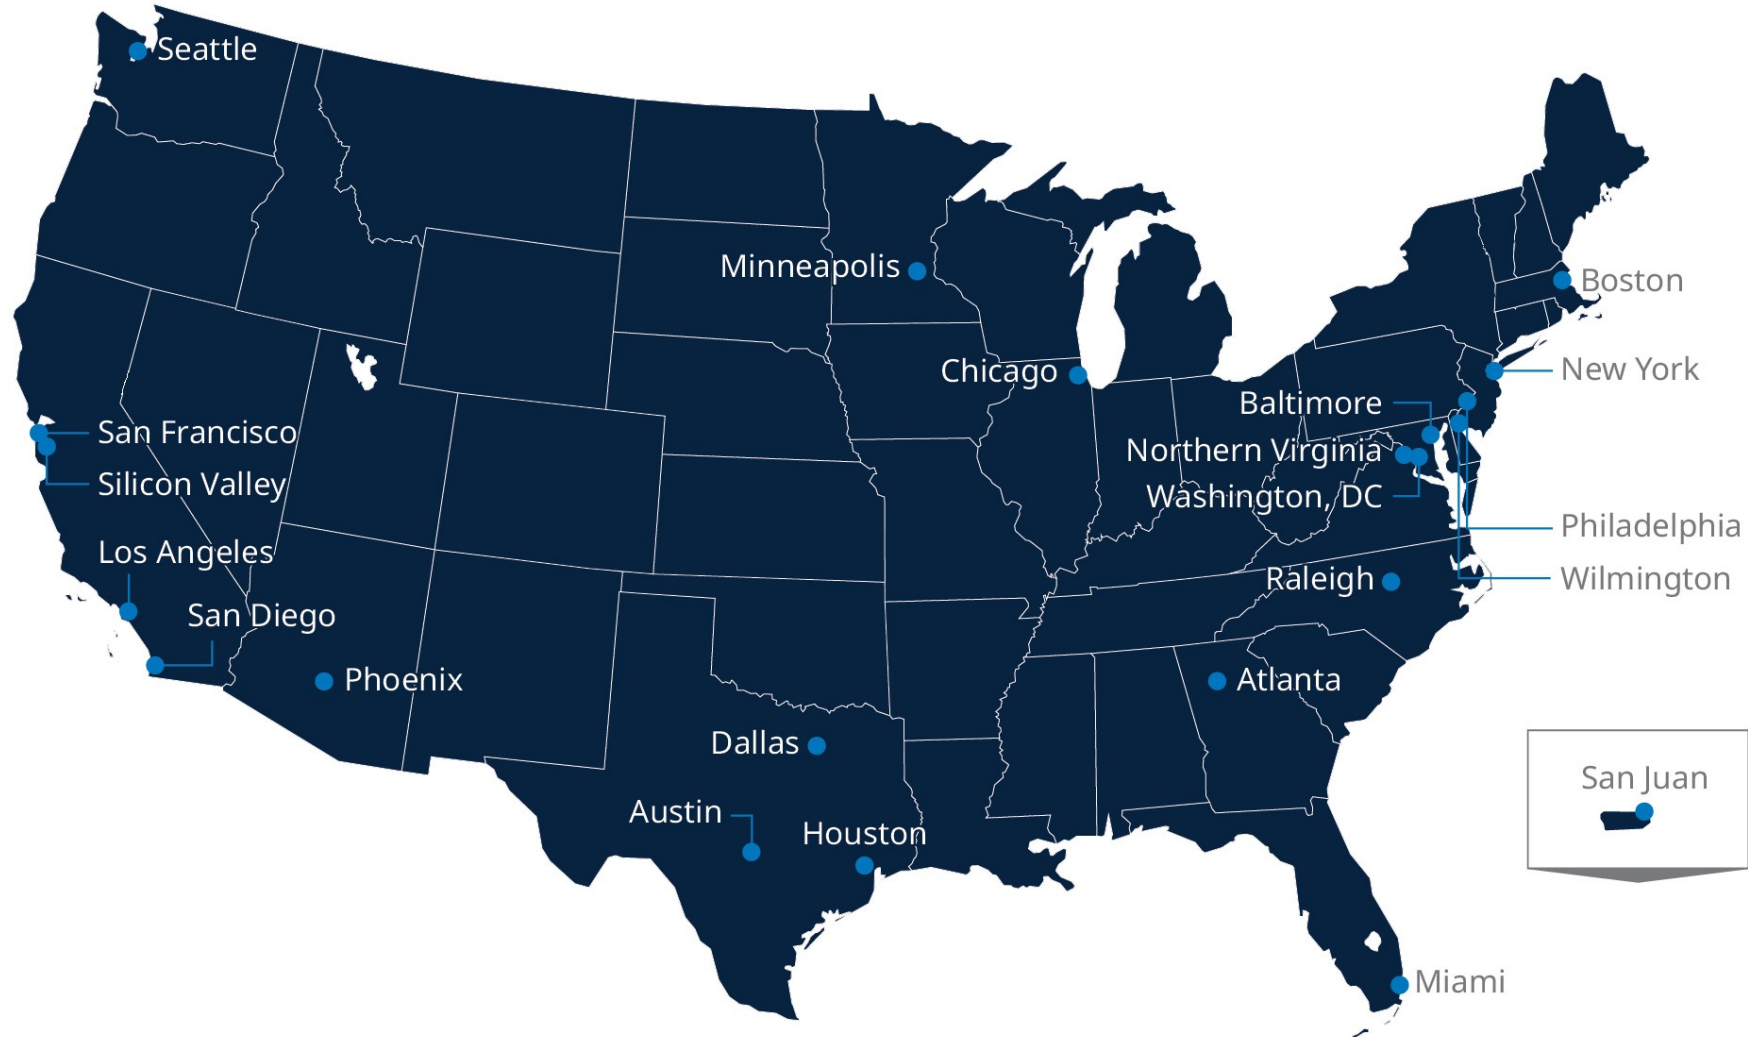 Seattle
Minneapolis
Boston
Chicago
New York
Baltimore
San Francisco
Northern Virginia
Silicon Valley
Washington, DC
Philadelphia
Los Angeles
Raleigh
Wilmington
San Diego
Phoenix
Atlanta
Dallas
San Juan
Austin
Houston
Miami